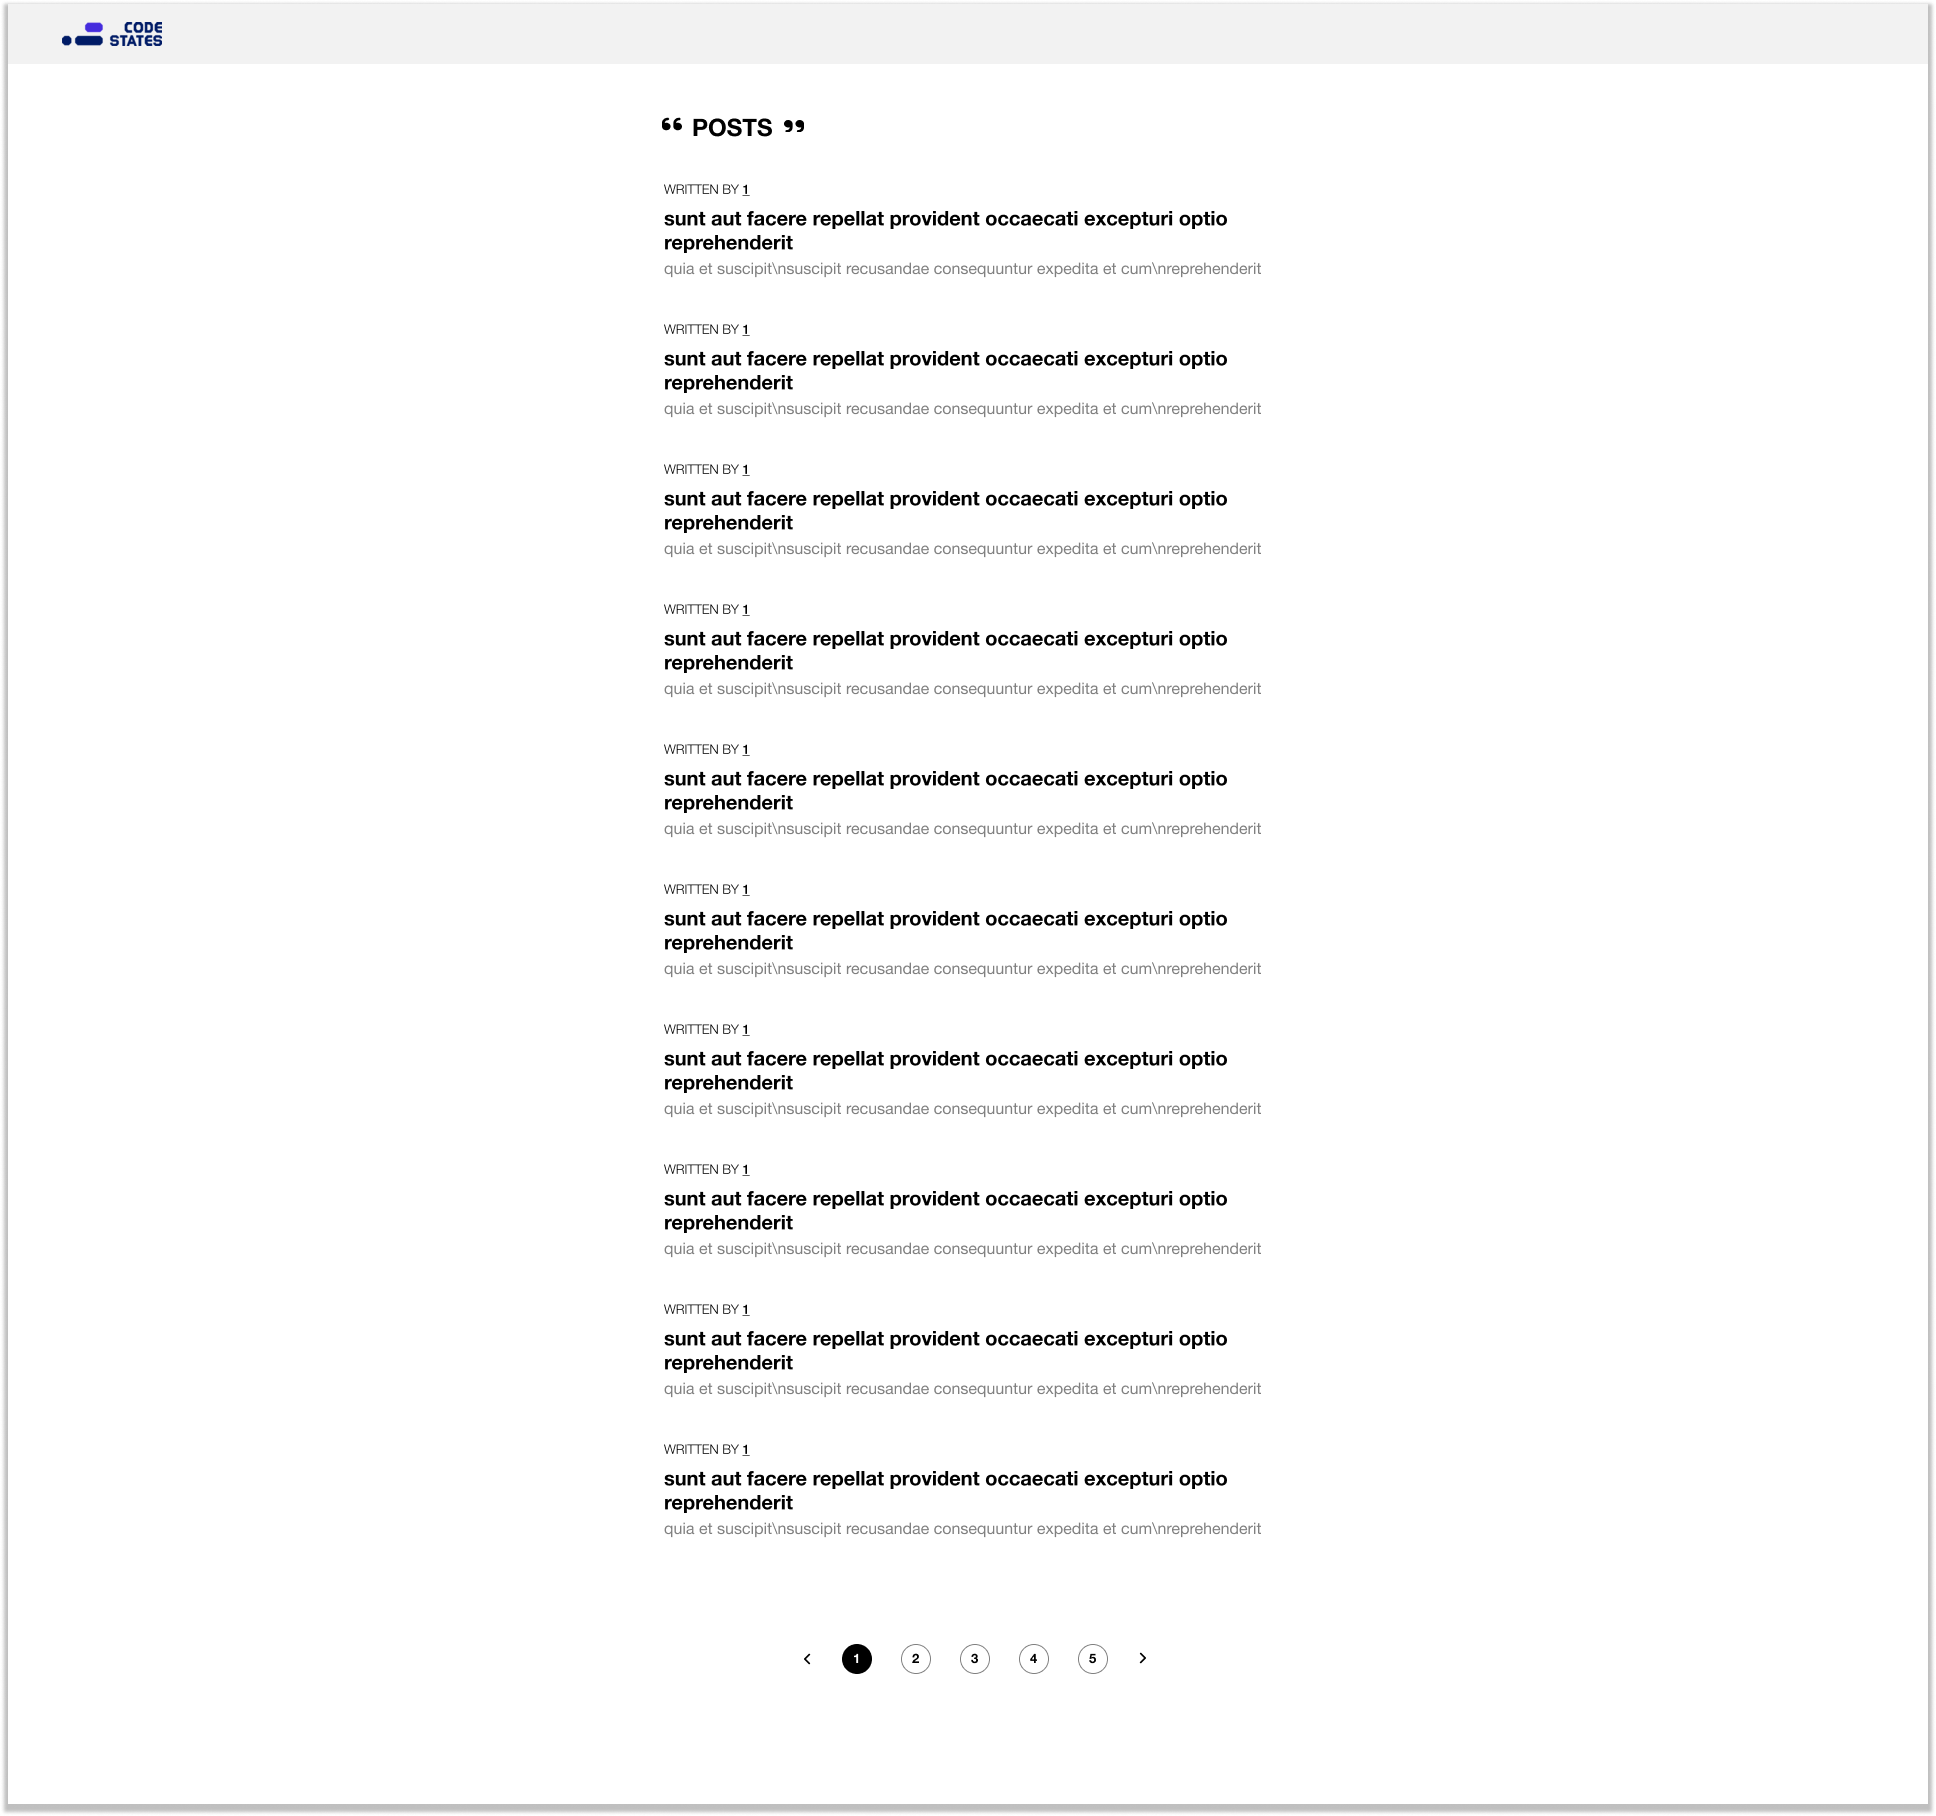 CODE
STATES
“ POSTS ”
WRITTEN BY 1
sunt aut facere repellat provident occaecati excepturi optio
reprehenderit
quia et suscipit\nsuscipit recusandae consequuntur expedita et cum\nreprehenderit
WRITTEN BY 1
sunt aut facere repellat provident occaecati excepturi optio
reprehenderit
quia et suscipit\nsuscipit recusandae consequuntur expedita et cum\nreprehenderit
WRITTEN BY 1
sunt aut facere repellat provident occaecati excepturi optio
reprehenderit
quia et suscipit\nsuscipit recusandae consequuntur expedita et cum\nreprehenderit
WRITTEN BY 1
sunt aut facere repellat provident occaecati excepturi optio
reprehenderit
quia et suscipit\nsuscipit recusandae consequuntur expedita et cum\nreprehenderit
WRITTEN BY 1
sunt aut facere repellat provident occaecati excepturi optio
reprehenderit
quia et suscipit\nsuscipit recusandae consequuntur expedita et cum\nreprehenderit
WRITTEN BY 1
sunt aut facere repellat provident occaecati excepturi optio
reprehenderit
quia et suscipit\nsuscipit recusandae consequuntur expedita et cum\nreprehenderit
WRITTEN BY 1
sunt aut facere repellat provident occaecati excepturi optio
reprehenderit
quia et suscipit\nsuscipit recusandae consequuntur expedita et cum\nreprehenderit
WRITTEN BY 1
sunt aut facere repellat provident occaecati excepturi optio
reprehenderit
quia et suscipit\nsuscipit recusandae consequuntur expedita et cum\nreprehenderit
WRITTEN BY 1
sunt aut facere repellat provident occaecati excepturi optio
reprehenderit
quia et suscipit\nsuscipit recusandae consequuntur expedita et cum\nreprehenderit
WRITTEN BY 1
sunt aut facere repellat provident occaecati excepturi optio
reprehenderit
quia et suscipit\nsuscipit recusandae consequuntur expedita et cum\nreprehenderit
< 1 2 3 4 5 >